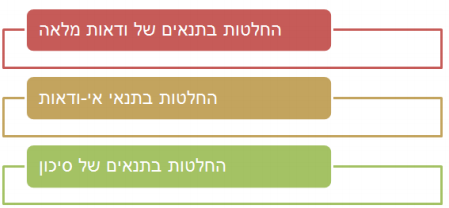 החלטות בתנאים של ודאות מלאה
החלטות בתנאי אי-ודאות
החלטות בתנאים של סיכון